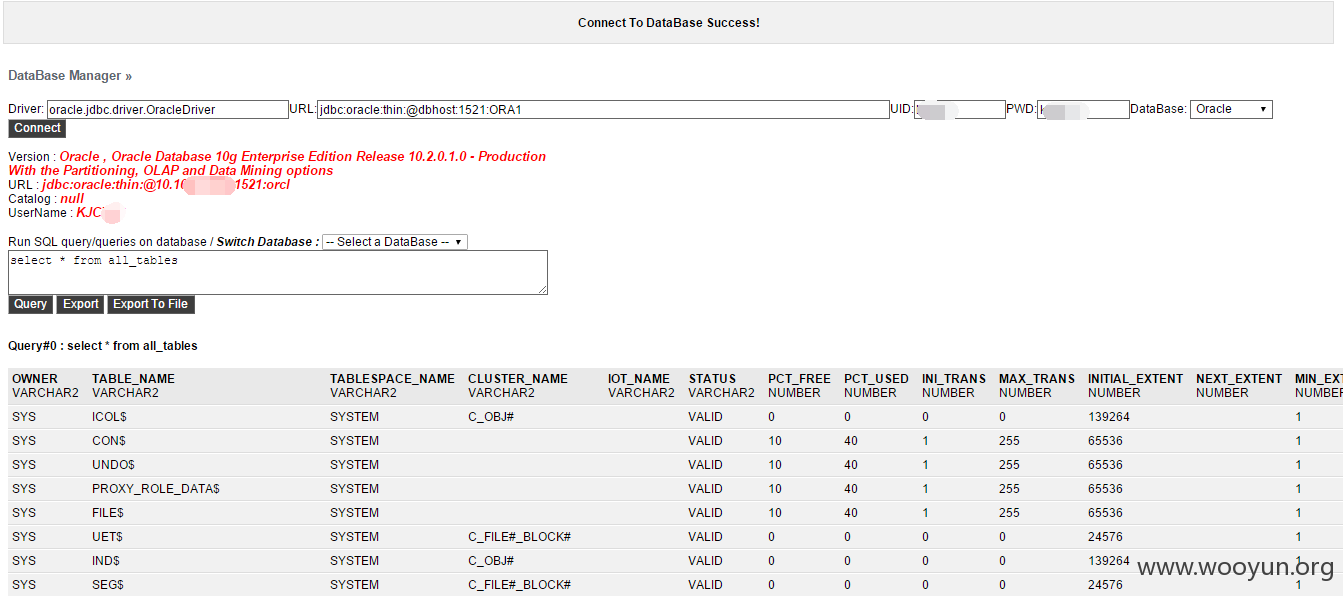 Connect To DataBase Success!
DataBase Manager »
Driver: oracle.jdbc.driver.OracleDriver URL: jdbc:oracle:thin:@dbhost:1521:ORA1 UID: PWD: DataBase: Oracle
Connect
Version : Oracle , Oracle Database 10g Enterprise Edition Release 10.2.0.1.0 - Production
With the Partitioning, OLAP and Data Mining options
URL : jdbc:oracle:thin:@10.10 1521:orcl
Catalog : null
UserName : KJC
Run SQL query/queries on database / Switch Database : -- Select a DataBase --
select * from all_tables
Query Export Export To File
Query#0 : select * from all_tables
OWNER TABLE_NAME TABLESPACE_NAME CLUSTER_NAME IOT_NAME STATUS PCT_FREE PCT_USED INI_TRANS MAX_TRANS INITIAL_EXTENT NEXT_EXTENT MIN_EXT
VARCHAR2 VARCHAR2 VARCHAR2 VARCHAR2 VARCHAR2 VARCHAR2 NUMBER NUMBER NUMBER NUMBER NUMBER NUMBER NUMBER
SYS ICOL$ SYSTEM C_OBJ# VALID 0 0 0 0 139264 1
SYS CON$ SYSTEM VALID 10 40 1 255 65536 1
SYS UNDO$ SYSTEM VALID 10 40 1 255 65536 1
SYS PROXY_ROLE_DATA$ SYSTEM VALID 10 40 1 255 65536 1
SYS FILE$ SYSTEM VALID 10 40 1 255 65536 1
SYS UET$ SYSTEM C_FILE#_BLOCK# VALID 0 0 0 0 24576 1
SYS IND$ SYSTEM C_OBJ# VALID 0 0 0 0 139264 1
SYS SEG$ SYSTEM C_FILE#_BLOCK# VALID 0 0 0 0 24576 1
www.wooyun.org